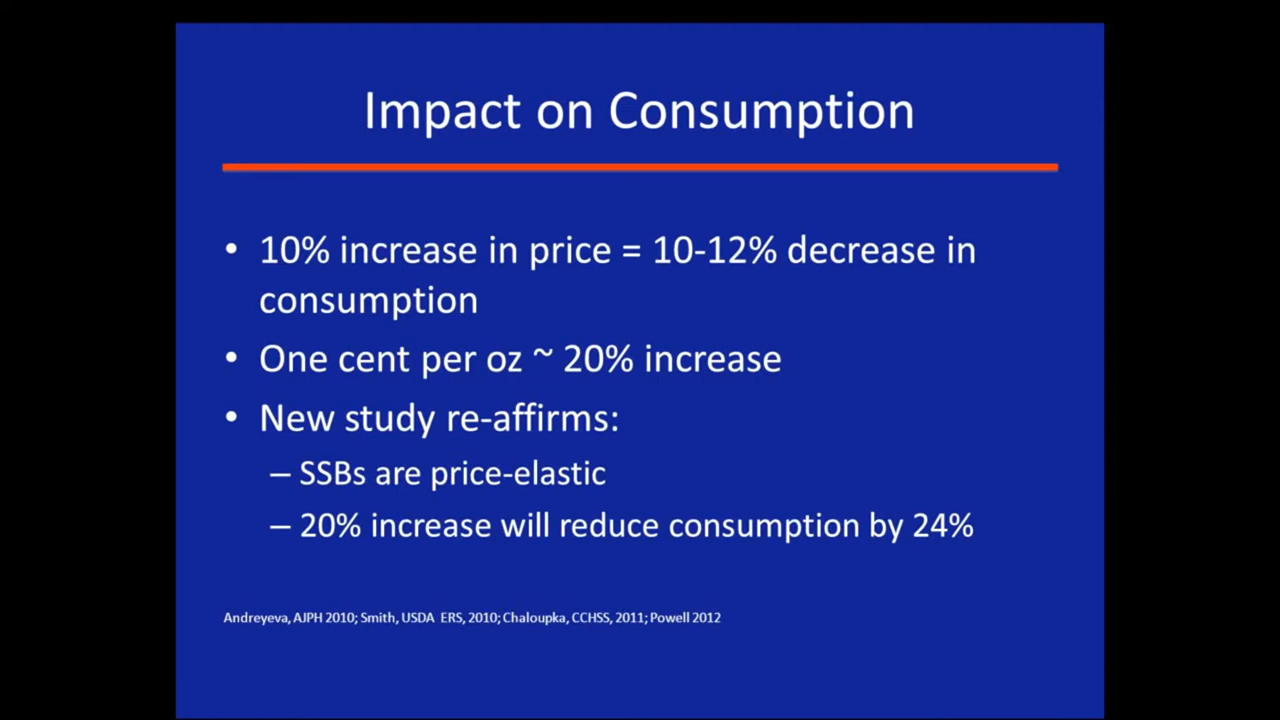 Impact on Consumption
• 10% increase in price = 10-12% decrease in
consumption
• One cent per oz ~ 20% increase
• New study re-affirms:
– SSBs are price-elastic
– 20% increase will reduce consumption by 24%
Andreyeva, AJPH 2010; Smith, USDA ERS, 2010; Chaloupka, CCHSS, 2011; Powell 2012